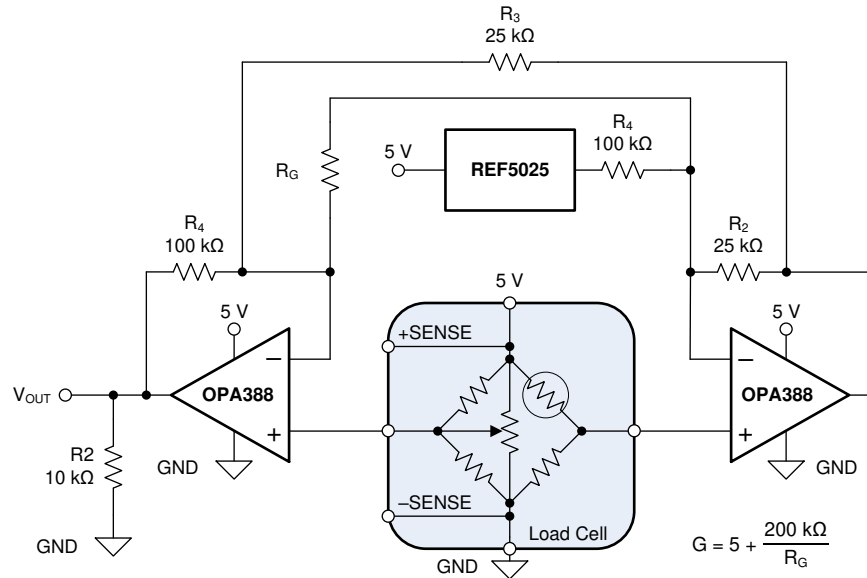 R3
25 kΩ
R4
100 kΩ
5 V
REF5025
RG
R4
100 kΩ
R2
25 kΩ
5 V
5 V
+SENSE
5 V
VOUT
OPA388
OPA388
R2
10 kΩ
GND
GND
–SENSE
Load Cell
GND
GND
G = 5 + 200 kΩ
RG